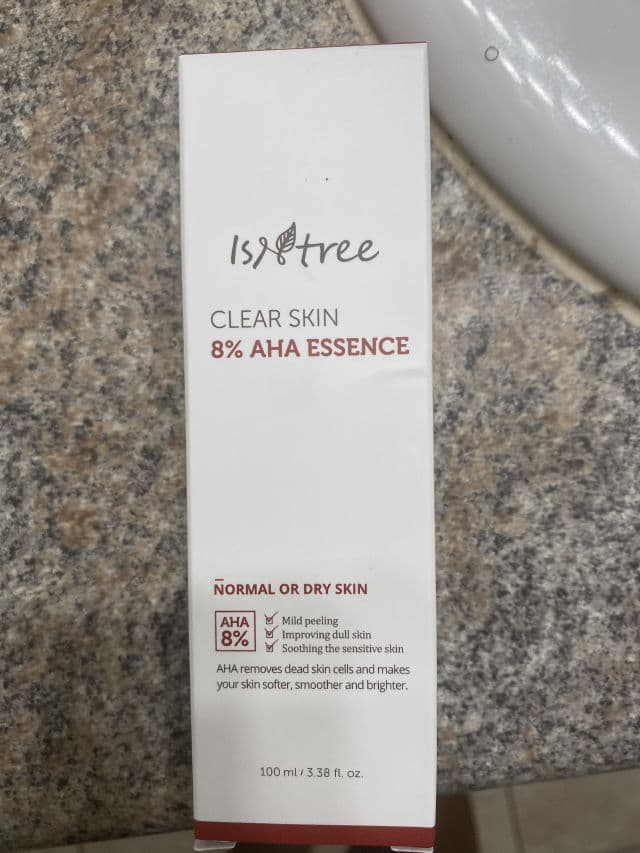 Isntree
CLEAR SKIN
8% AHA ESSENCE
NORMAL OR DRY SKIN
AHA
8%
Mild peeling
Improving dull skin
Soothing the sensitive skin
AHA removes dead skin cells and makes
your skin softer, smoother and brighter.
100 ml / 3.38 fl. oz.